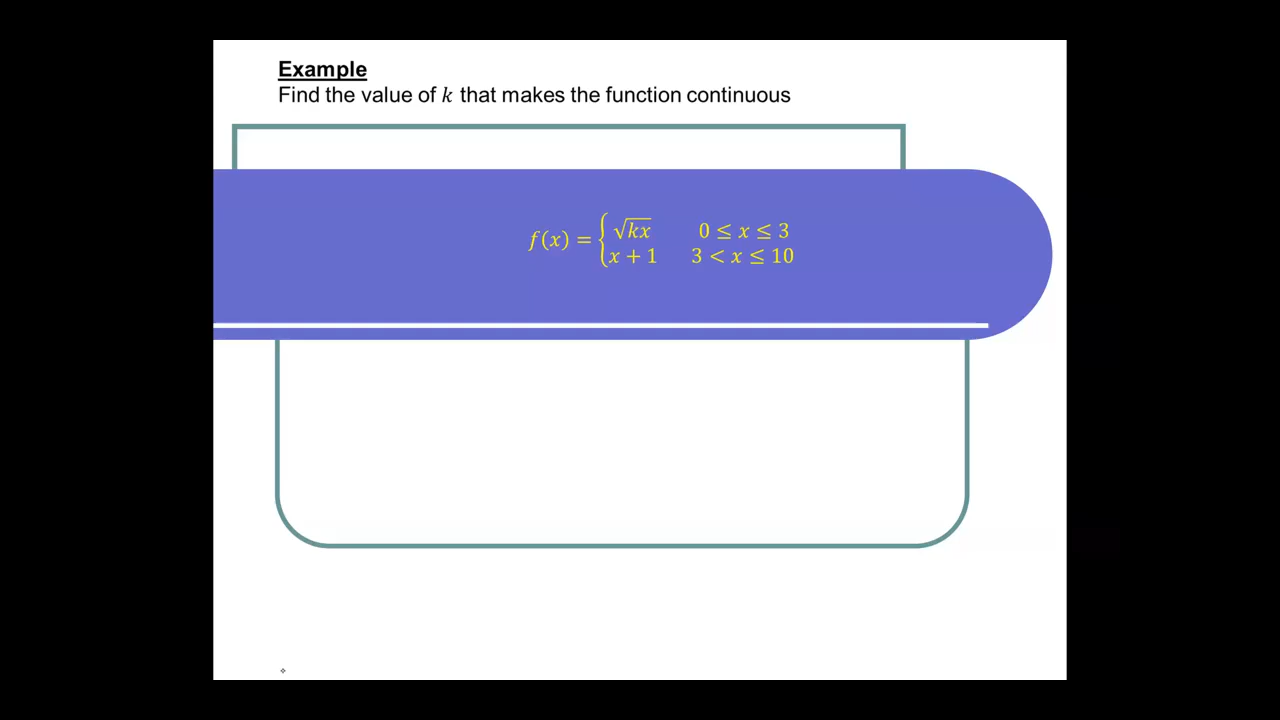 Example
Find the value of k that makes the function continuous
f(x) = { √kx 0 ≤ x ≤ 3
x + 1 3 < x ≤ 10